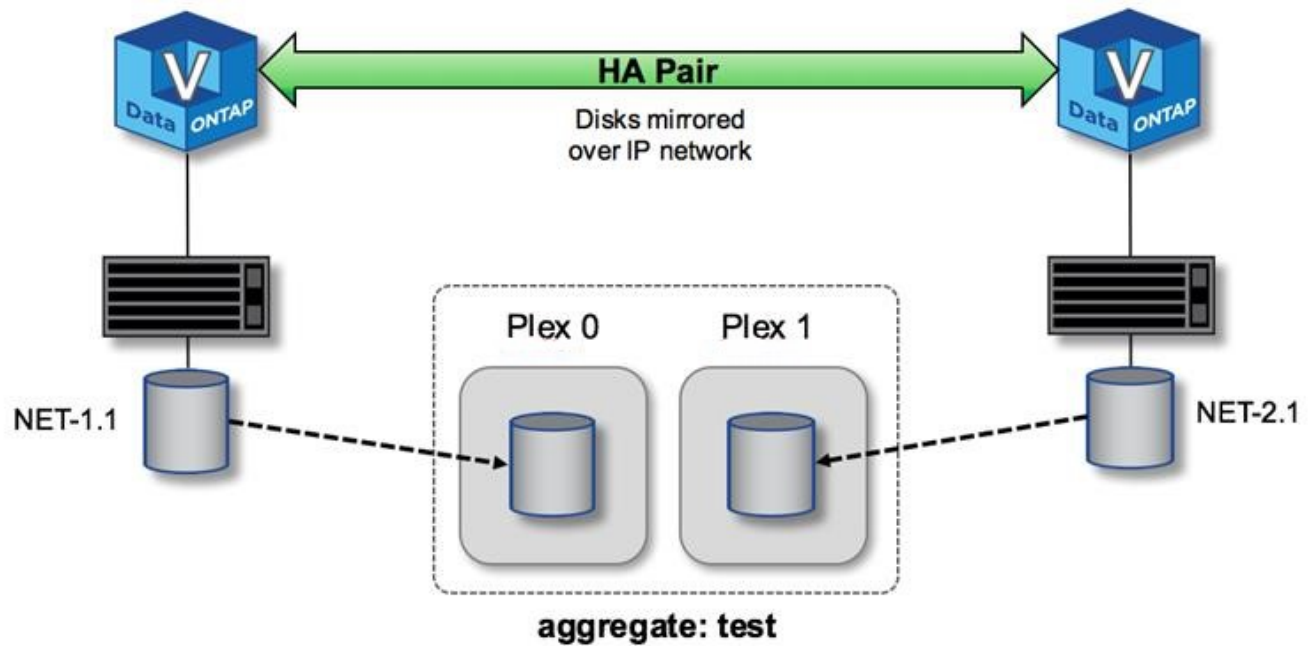 V
Data ONTAP
HA Pair
V
Data ONTAP
Disks mirrored
over IP network
Plex 0
Plex 1
NET-1.1
NET-2.1
aggregate: test